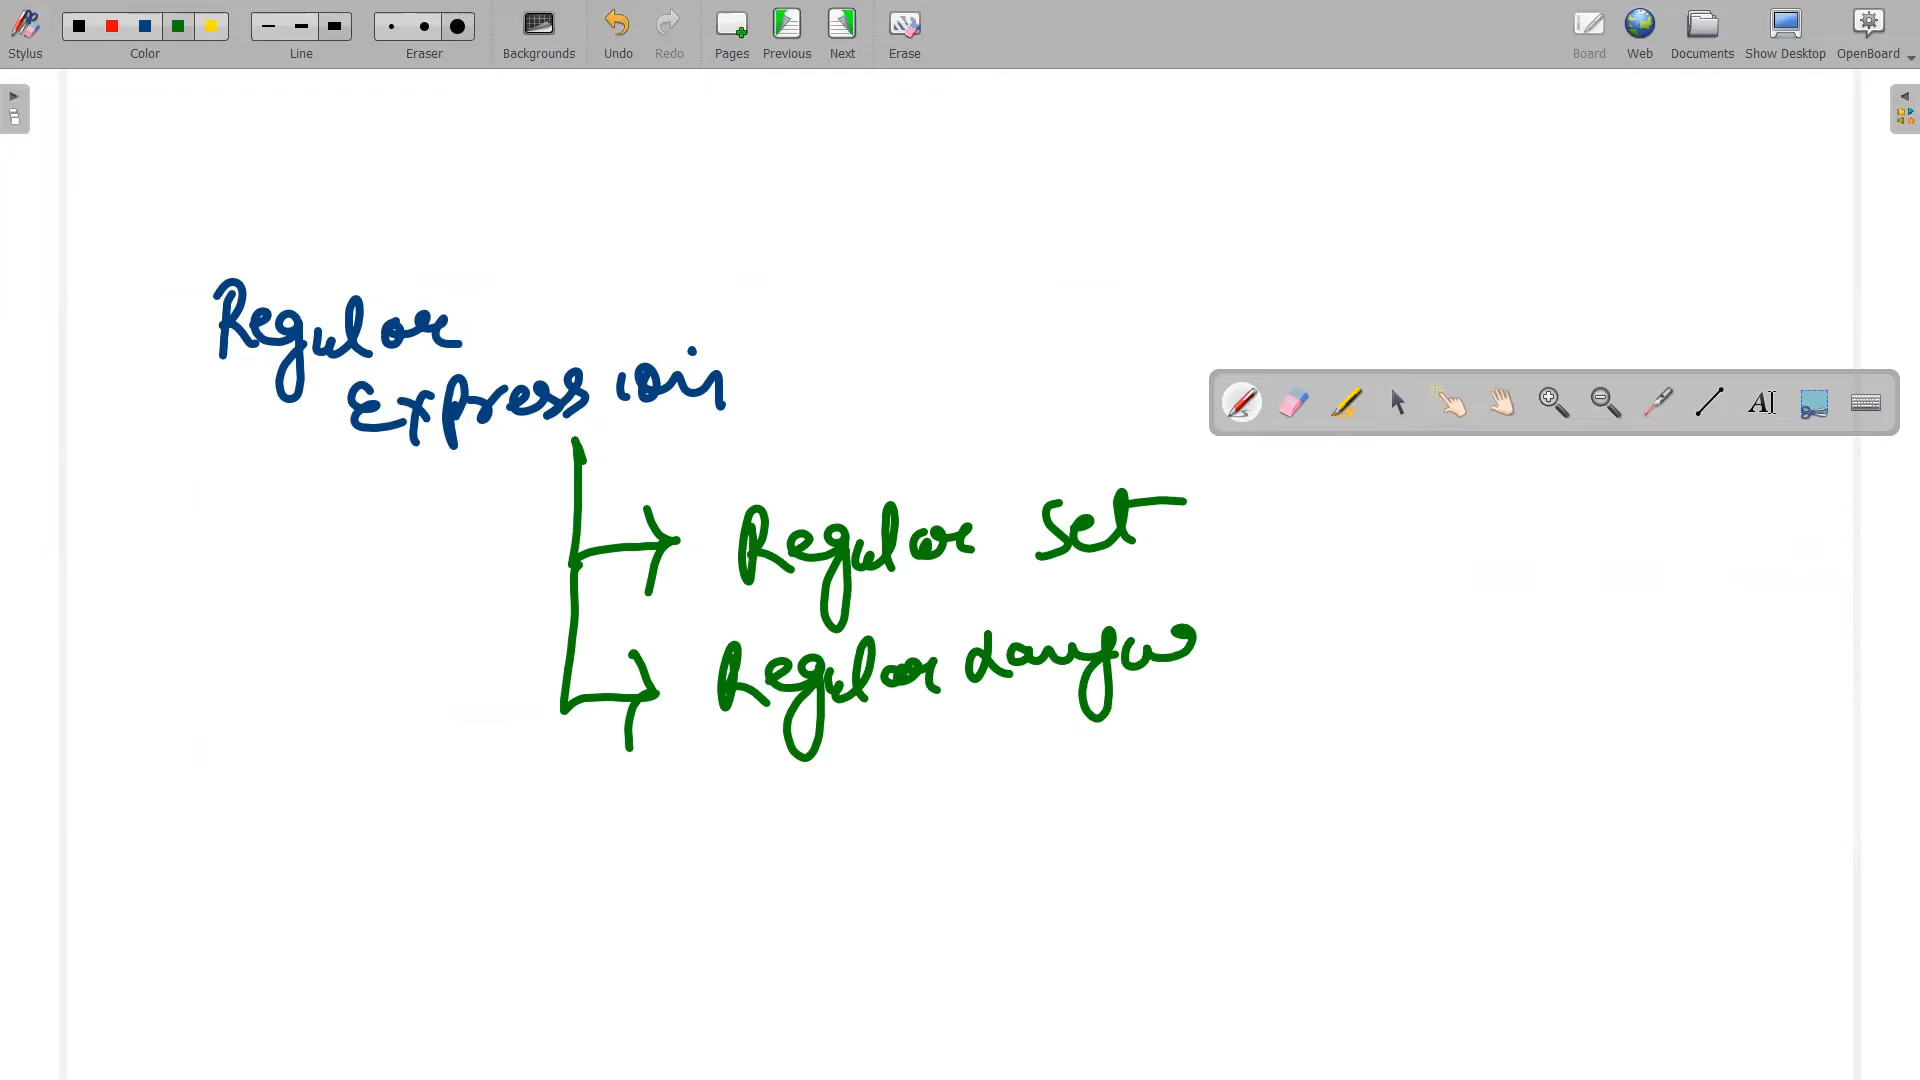 Stylus Color Line Eraser Backgrounds Undo Redo Pages Previous Next Erase Board Web Documents Show Desktop OpenBoard
Regular
Expression
Regular Set
Regular Langua